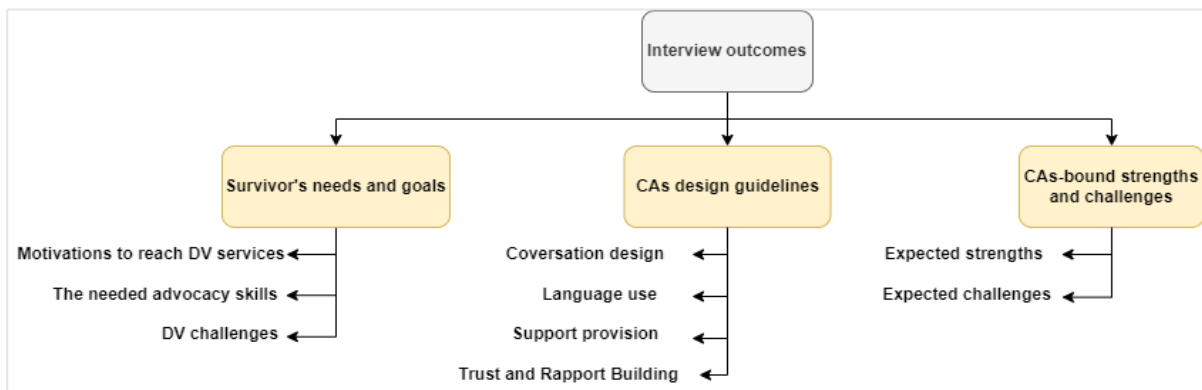 Interview outcomes
Survivor's needs and goals
Motivations to reach DV services
The needed advocacy skills
DV challenges
CAs design guidelines
Coversation design
Language use
Support provision
Trust and Rapport Building
CAs-bound strengths
and challenges
Expected strengths
Expected challenges